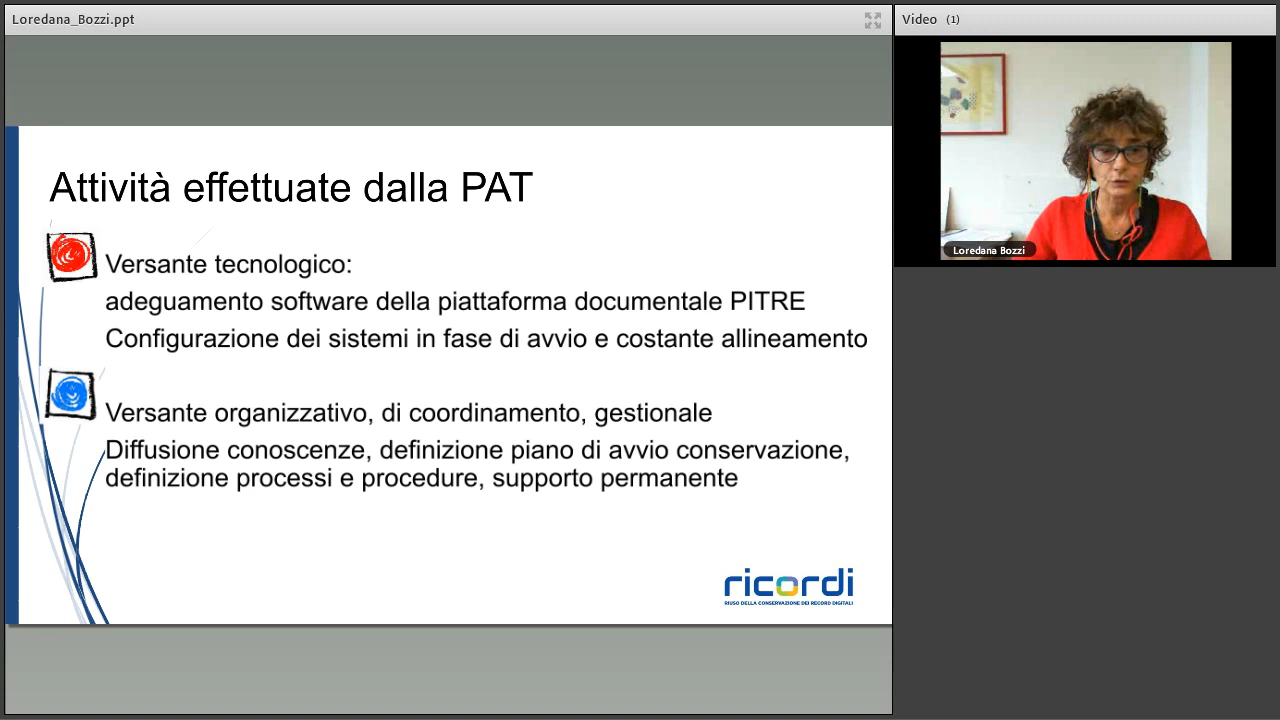 Loredana_Bozzi.ppt
Video (1)
Attività effettuate dalla PAT
Versante tecnologico:
adeguamento software della piattaforma documentale PITRE
Configurazione dei sistemi in fase di avvio e costante allineamento
Versante organizzativo, di coordinamento, gestionale
Diffusione conoscenze, definizione piano di avvio conservazione,
definizione processi e procedure, supporto permanente
ricordi
RIUSO DELLA CONSERVAZIONE DEI RECORD DIGITALI
Loredana Bozzi